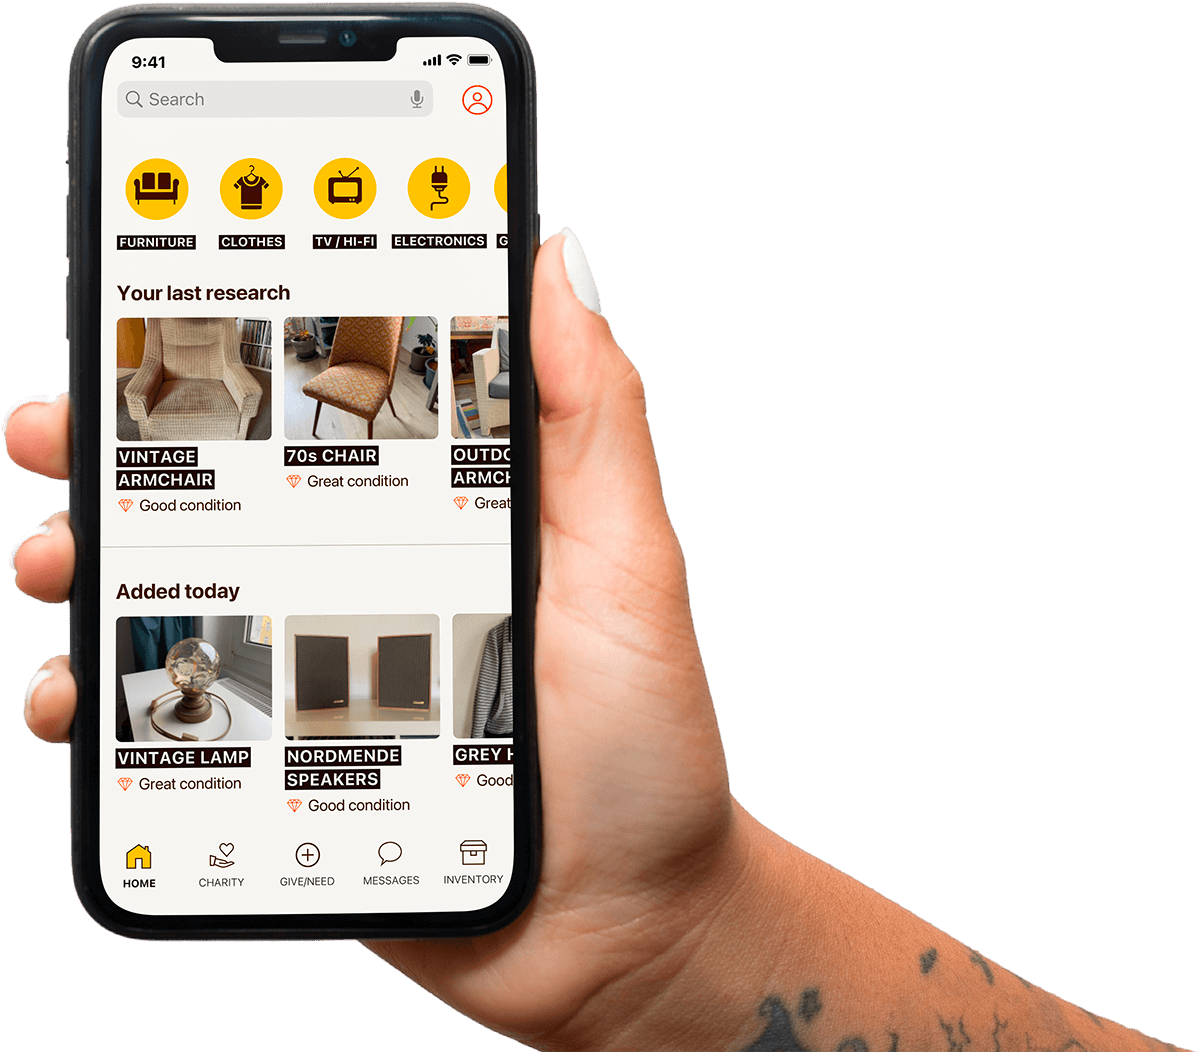 9:41
Search
FURNITURE
CLOTHES
TV / HI-FI
ELECTRONICS
G
Your last research
VINTAGE
ARMCHAIR
Good condition
70s CHAIR
Great condition
OUTDO
ARMCH
Great
Added today
VINTAGE LAMP
Great condition
NORDMENDE
SPEAKERS
Good condition
GREY H
Good
HOME
CHARITY
GIVE/NEED
MESSAGES
INVENTORY